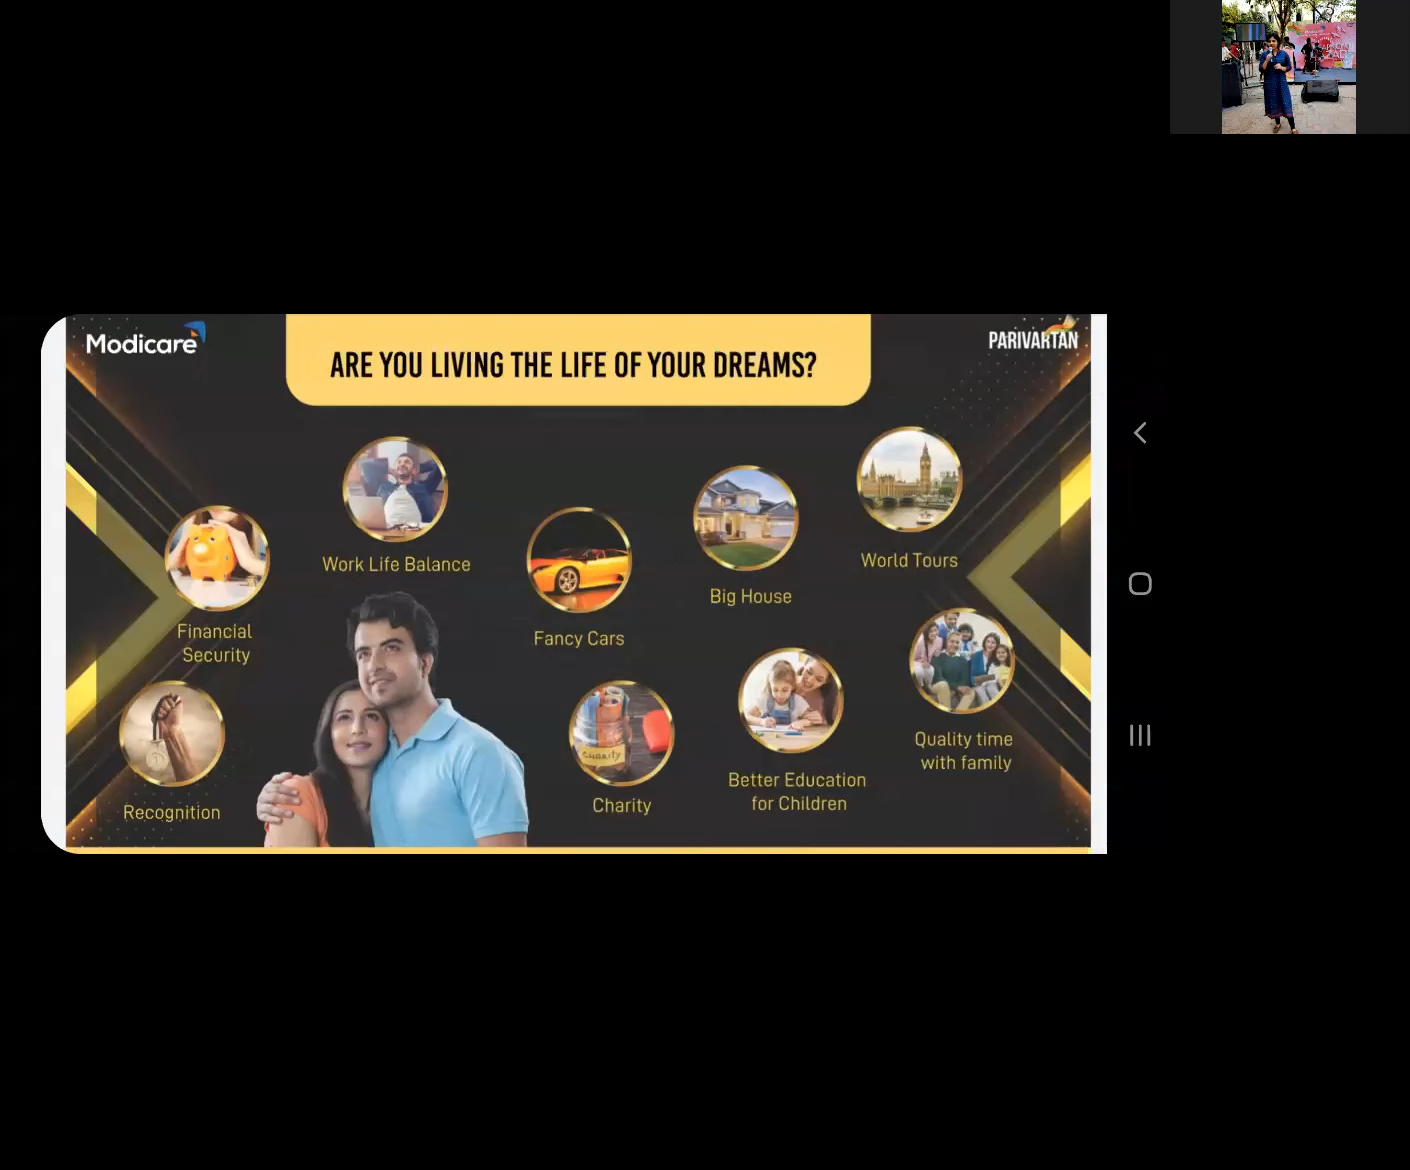 Modicare
ARE YOU LIVING THE LIFE OF YOUR DREAMS?
PARIVARTAN
Work Life Balance
World Tours
Big House
Financial
Security
Fancy Cars
Quality time
with family
Better Education
for Children
charity
Charity
Recognition